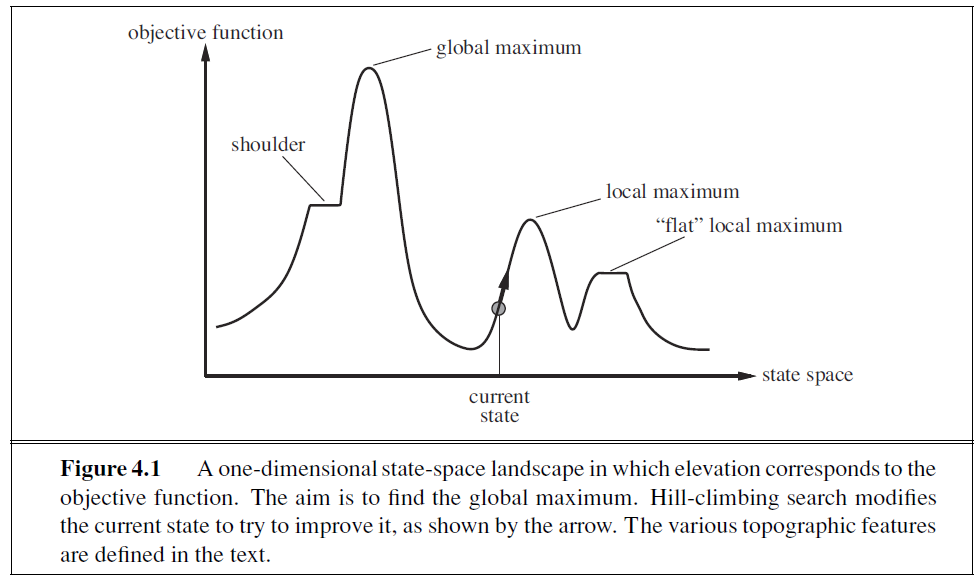 objective function
global maximum
shoulder
local maximum
“flat” local maximum
state space
current
state
Figure 4.1 A one-dimensional state-space landscape in which elevation corresponds to the
objective function. The aim is to find the global maximum. Hill-climbing search modifies
the current state to try to improve it, as shown by the arrow. The various topographic features
are defined in the text.